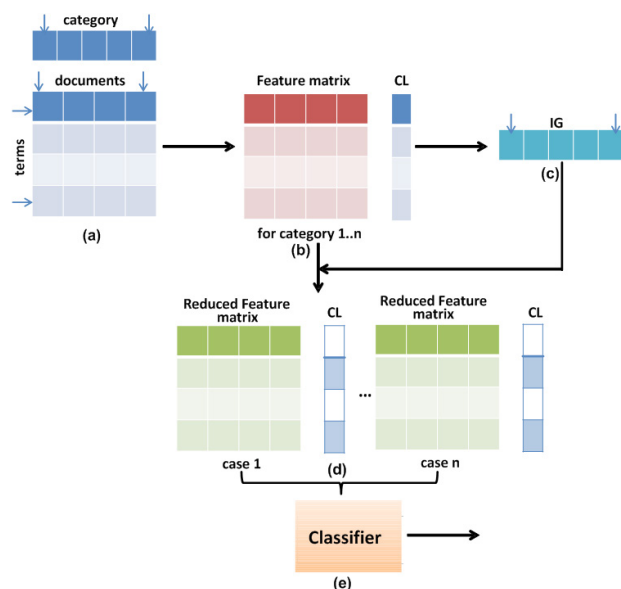 category
documents
terms
(a)
Feature matrix
CL
for category 1..n
(b)
IG
(c)
Reduced Feature
matrix
CL
...
Reduced Feature
matrix
CL
case 1
(d)
case n
Classifier
(e)